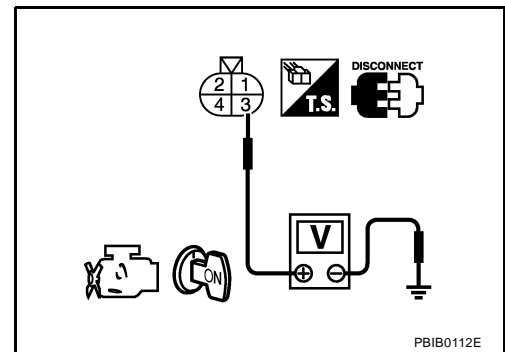 DISCONNECT
2 1
4 3
T.S.
V
ON
+ −
PBIB0112E